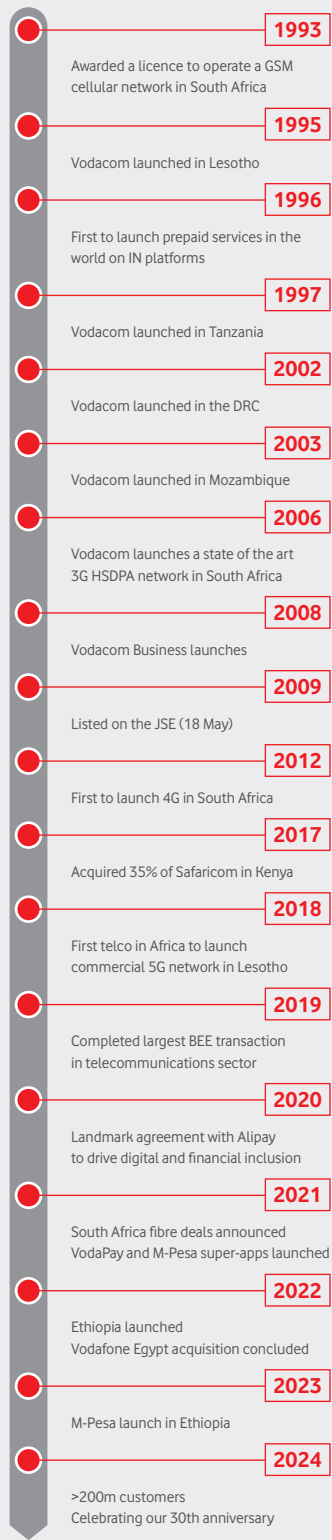 1993
Awarded a licence to operate a GSM
cellular network in South Africa
1995
Vodacom launched in Lesotho
1996
First to launch prepaid services in the
world on IN platforms
1997
Vodacom launched in Tanzania
2002
Vodacom launched in the DRC
2003
Vodacom launched in Mozambique
2006
Vodacom launches a state of the art
3G HSDPA network in South Africa
2008
Vodacom Business launches
2009
Listed on the JSE (18 May)
2012
First to launch 4G in South Africa
2017
Acquired 35% of Safaricom in Kenya
2018
First telco in Africa to launch
commercial 5G network in Lesotho
2019
Completed largest BEE transaction
in telecommunications sector
2020
Landmark agreement with Alipay
to drive digital and financial inclusion
2021
South Africa fibre deals announced
VodaPay and M-Pesa super-apps launched
2022
Ethiopia launched
Vodafone Egypt acquisition concluded
2023
M-Pesa launch in Ethiopia
2024
>200m customers
Celebrating our 30th anniversary